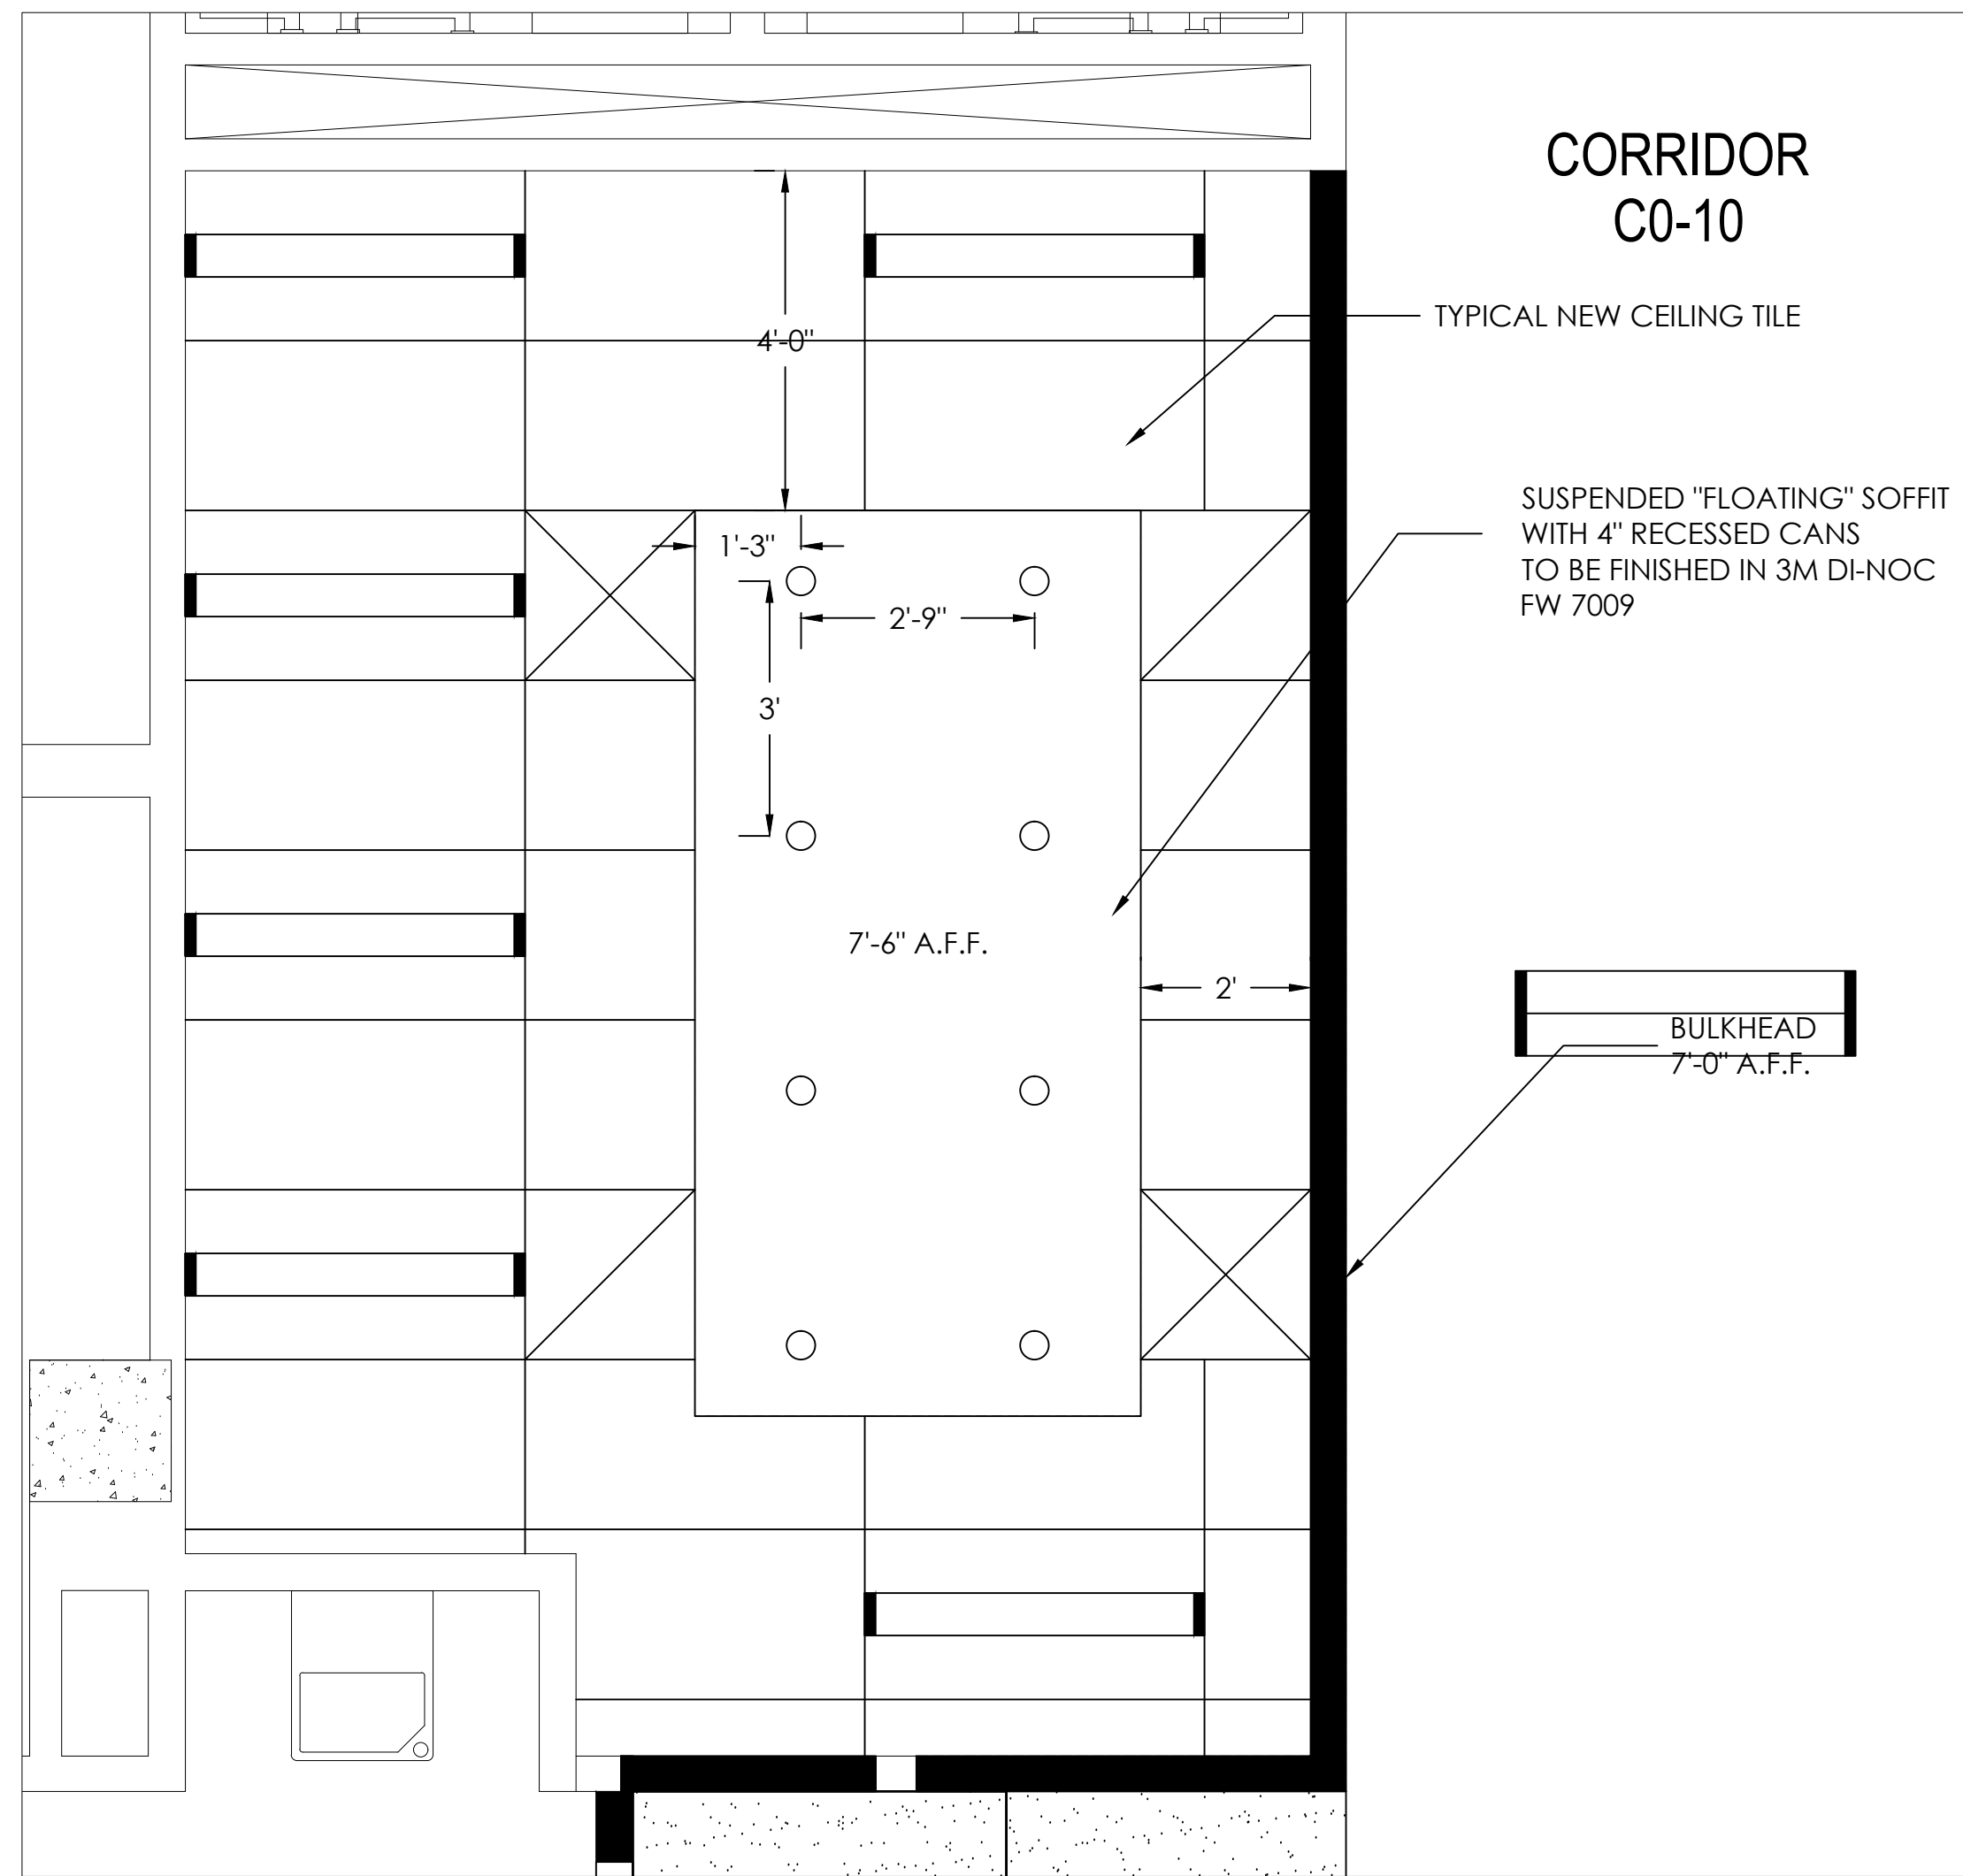 CORRIDOR
C0-10
TYPICAL NEW CEILING TILE
4'-0"
SUSPENDED "FLOATING" SOFFIT
WITH 4" RECESSED CANS
TO BE FINISHED IN 3M DI-NOC
FW 7009
1'-3"
2'-9"
3'
7'-6" A.F.F.
2'
BULKHEAD
7'-0" A.F.F.